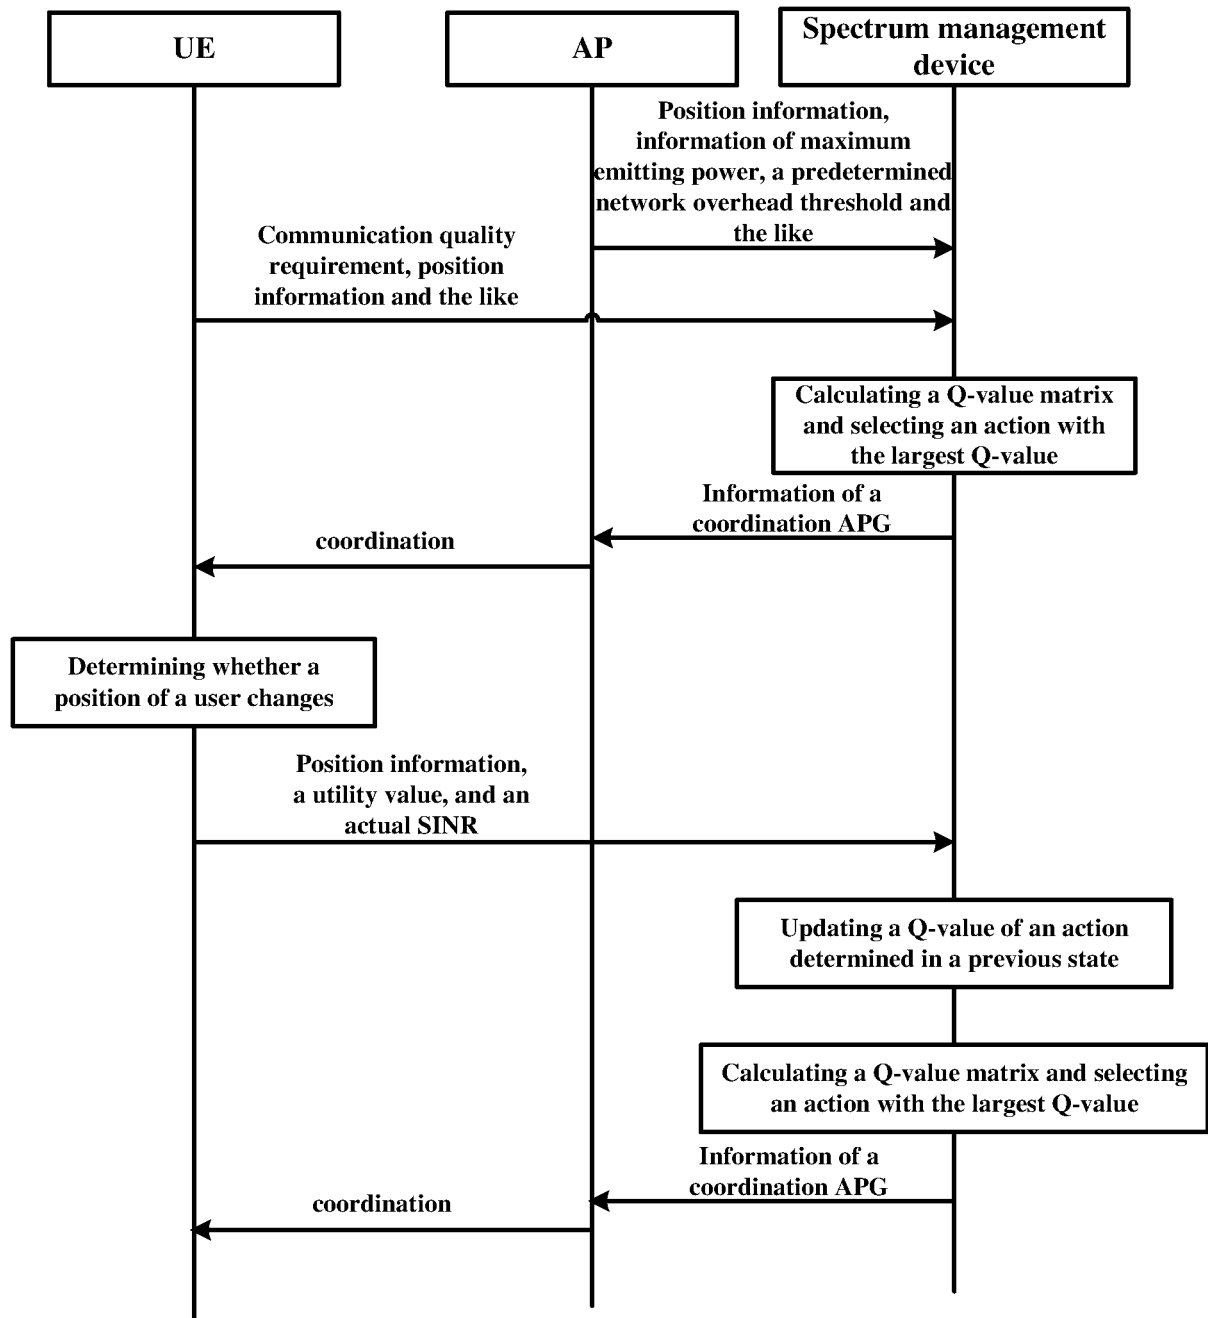 UE
AP
Spectrum management
device
Position information,
information of maximum
emitting power, a predetermined
network overhead threshold and
the like
Communication quality
requirement, position
information and the like
Calculating a Q-value matrix
and selecting an action with
the largest Q-value
Information of a
coordination APG
coordination
Determining whether a
position of a user changes
Position information,
a utility value, and an
actual SINR
Updating a Q-value of an action
determined in a previous state
Calculating a Q-value matrix and selecting
an action with the largest Q-value
Information of a
coordination APG
coordination